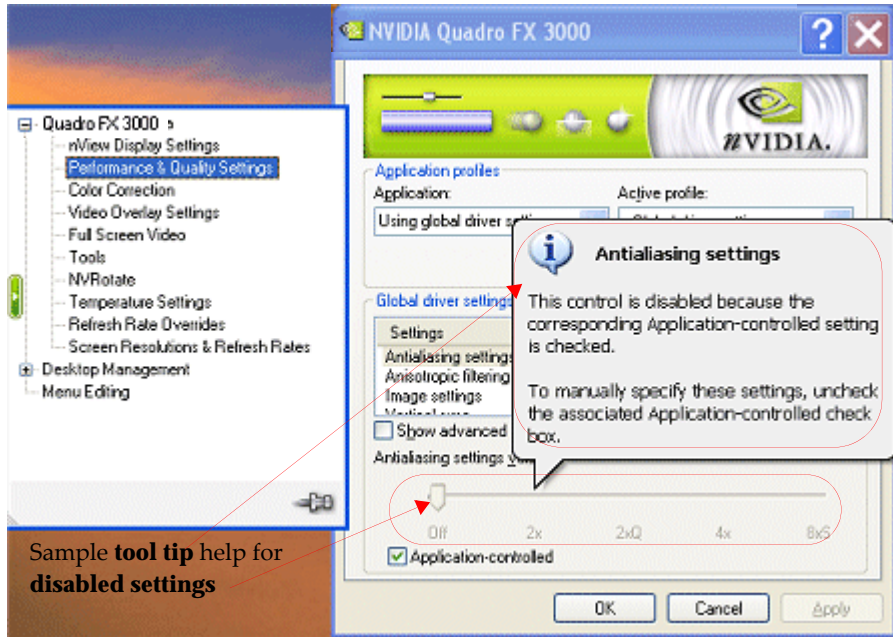 NVIDIA Quadro FX 3000
nVIDIA.
Quadro FX 3000
nView Display Settings
Performance & Quality Settings
Color Correction
Video Overlay Settings
Full Screen Video
Tools
NVRotate
Temperature Settings
Refresh Rate Overrides
Screen Resolutions & Refresh Rates
Desktop Management
Menu Editing
Application profiles
Application:
Active profile:
Using global driver
Antialiasing settings
This control is disabled because the
corresponding Application-controlled setting
is checked.
To manually specify these settings, uncheck
the associated Application-controlled check
box.
Global driver settings
Settings
Antialiasing settings
Anisotropic filtering
Image settings
Show advanced
Antialiasing settings
Off 2x 2xQ 4x 8xS
Application-controlled
OK Cancel Apply
Sample tool tip help for
disabled settings